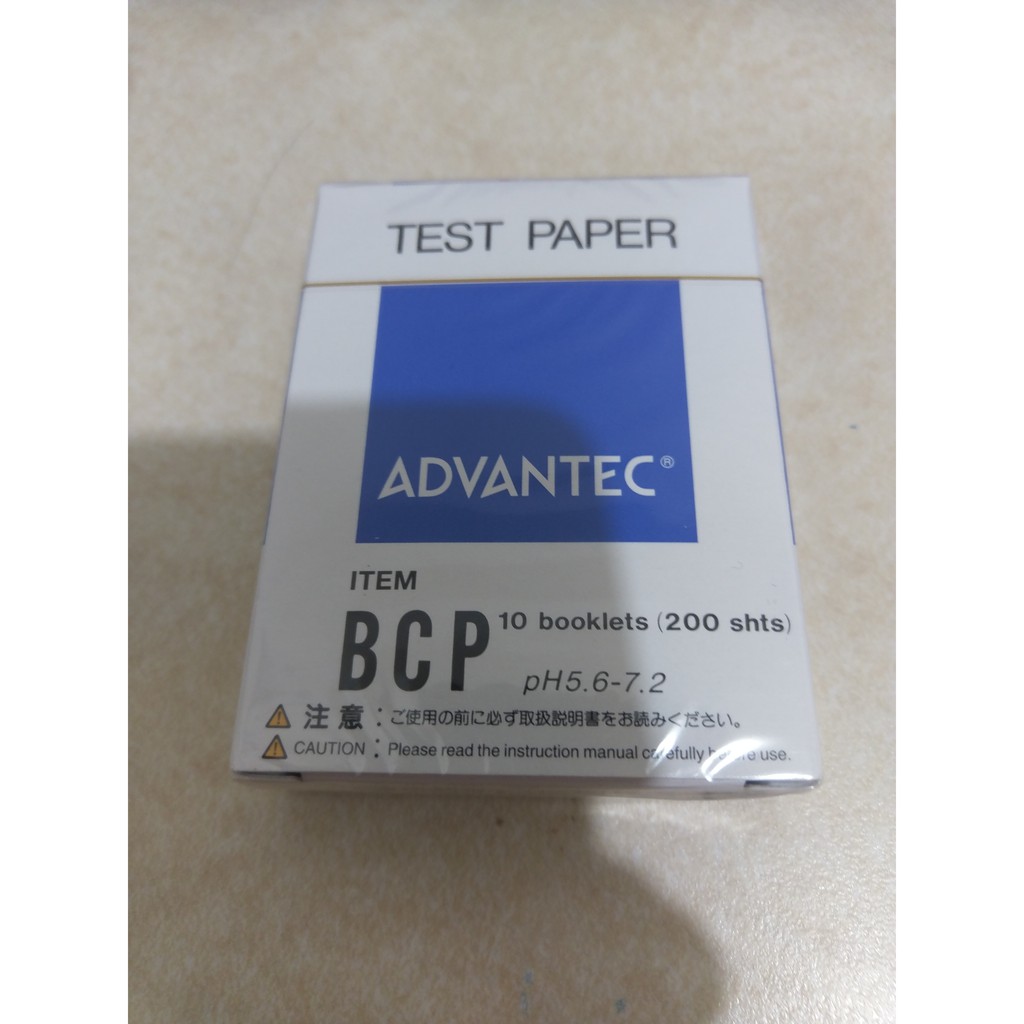 TEST PAPER
ADVANTEC®
ITEM
BCP 10 booklets (200 shts)
pH5.6-7.2
注意:ご使用の前に必ず取扱説明書をお読みください。
CAUTION : Please read the instruction manual carefully before use.